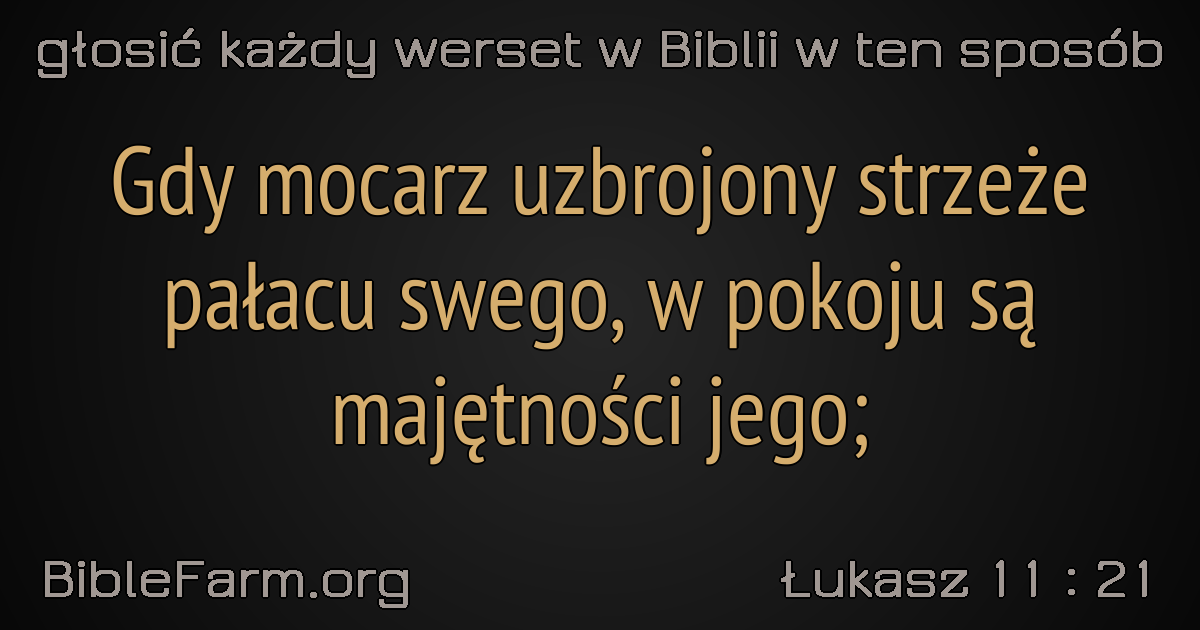 głosić każdy werset w Biblii w ten sposób
Gdy mocarz uzbrojony strzeże
pałacu swego, w pokoju są
majętności jego;
BibleFarm.org
Łukasz 11 : 21